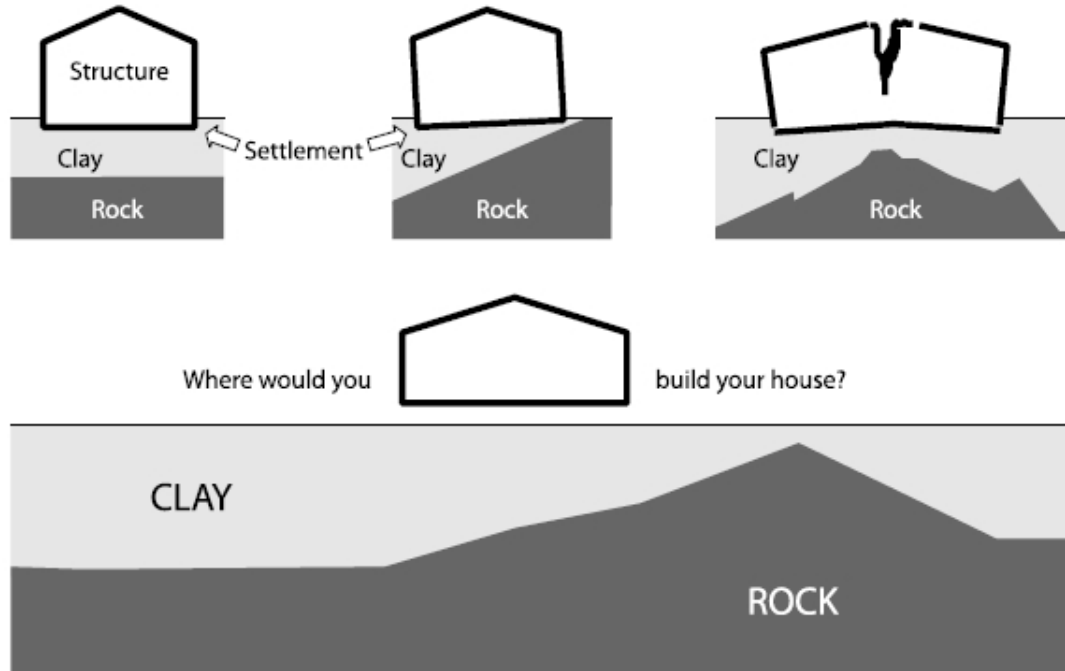 Structure
Settlement
Clay
Rock
Clay
Rock
Clay
Rock
Where would you build your house?
CLAY
ROCK